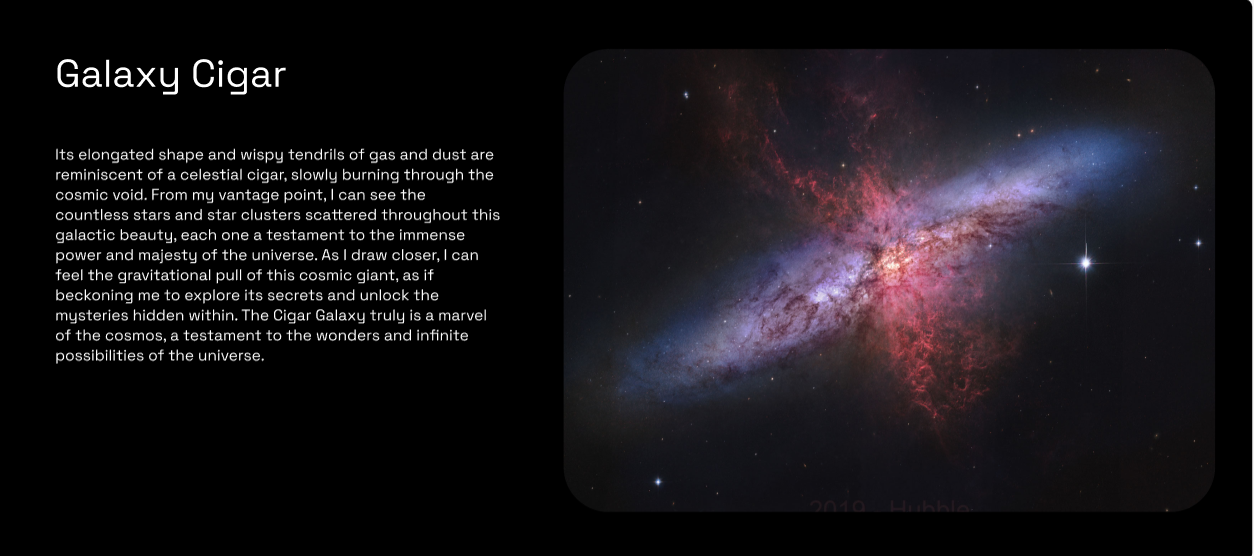 Galaxy Cigar
Its elongated shape and wispy tendrils of gas and dust are
reminiscent of a celestial cigar, slowly burning through the
cosmic void. From my vantage point, I can see the
countless stars and star clusters scattered throughout this
galactic beauty, each one a testament to the immense
power and majesty of the universe. As I draw closer, I can
feel the gravitational pull of this cosmic giant, as if
beckoning me to explore its secrets and unlock the
mysteries hidden within. The Cigar Galaxy truly is a marvel
of the cosmos, a testament to the wonders and infinite
possibilities of the universe.
2019 Hubble